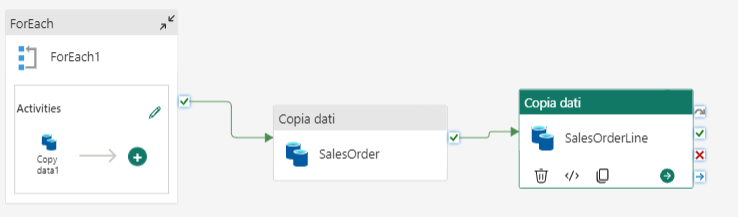 ForEach
ForEach1
Activities
Copy
data1
Copia dati
SalesOrder
Copia dati
SalesOrderLine